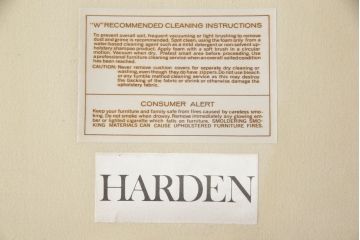 "W" RECOMMENDED CLEANING INSTRUCTIONS
To prevent overall soil, frequent vacuuming or light brushing to remove
dust and grime is recommended. Spot clean, using the foam only from a
water-based cleaning agent such as a mild detergent or non-solvent up-
holstery shampoo product. Apply foam with a soft brush in a circular
motion. Vacuum when dry. Pretest small area before proceeding. Use
a professional furniture cleaning service when an overall soiled condition
has been reached.
CAUTION: Never remove cushion covers for separate dry cleaning or
washing, even though they do have zippers. Do not use bleach
or any tumble method cleaning service as this may destroy
the backing of the fabric or shrink or otherwise damage the
upholstery fabric.
CONSUMER ALERT
Keep your furniture and family safe from fires caused by careless smo-
king. Do not smoke when drowsy. Remove immediately any glowing em-
ber or lighted cigarette which falls on furniture. SMOLDERING SMO-
KING MATERIALS CAN CAUSE UPHOLSTERED FURNITURE FIRES.
HARDEN